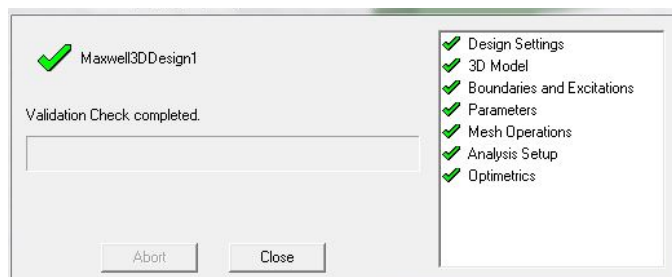 Maxwell3DDesign1
Validation Check completed.
Abort
Close
Design Settings
3D Model
Boundaries and Excitations
Parameters
Mesh Operations
Analysis Setup
Optimetrics